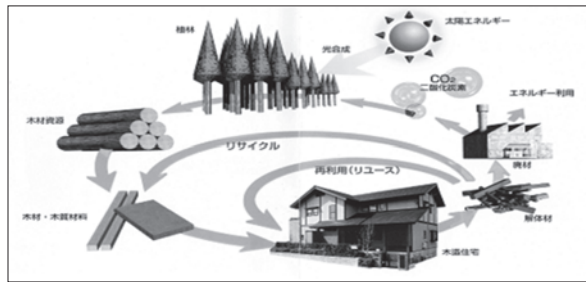 植林
太陽エネルギー
光合成
CO₂
二酸化炭素
エネルギー利用
木材資源
リサイクル
廃材
再利用(リユース)
木材・木質材料
解体材
木造住宅